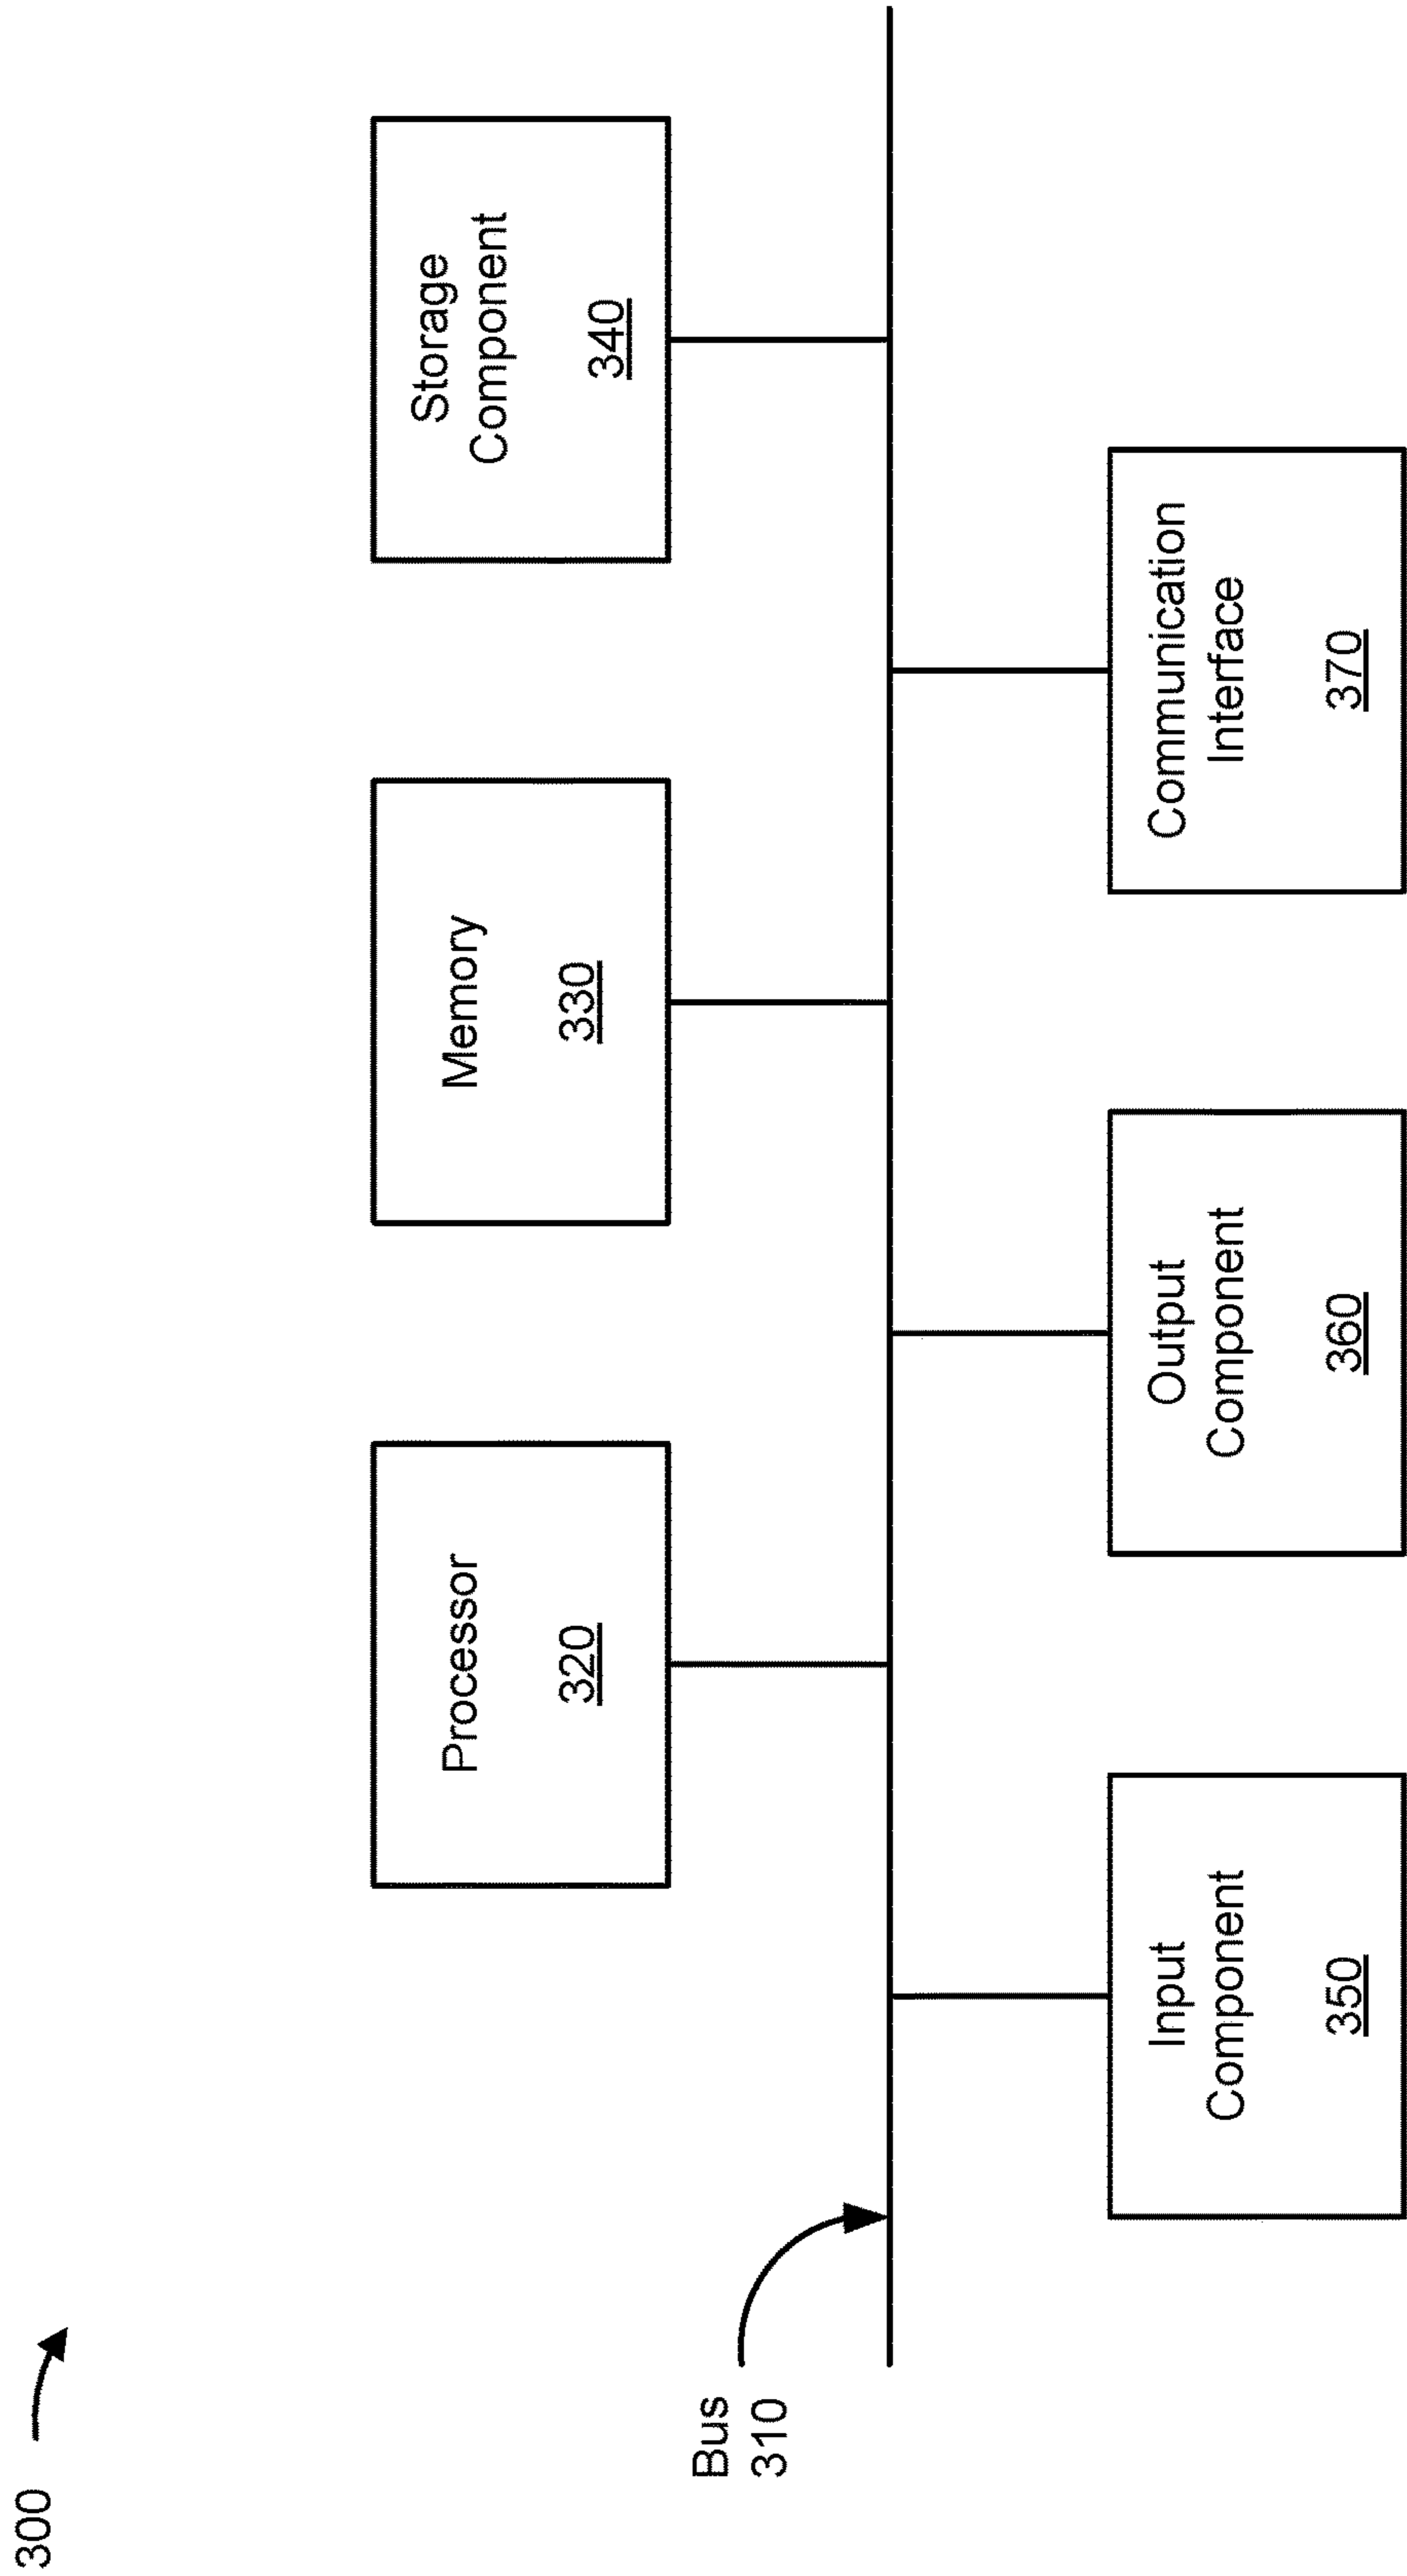 300
Processor
320
Memory
330
Storage
Component
340
Bus
310
Input
Component
350
Output
Component
360
Communication
Interface
370